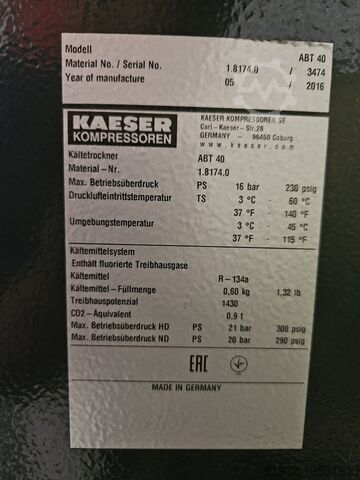 Modell ABT 40
Material No. / Serial No. 1.8174.0 / 3474
Year of manufacture 05 / 2016
KAESER
KOMPRESSOREN
KAESER KOMPRESSOREN SE
Carl-Kaeser-Str.26
GERMANY - 96450 Coburg
www.kaeser.com
Kältetrockner ABT 40
Material-Nr. 1.8174.0
Max. Betriebsüberdruck PS 16 bar 230 psig
Drucklufteintrittstemperatur TS 3 °C - 60 °C
37 °F - 140 °F
Umgebungstemperatur 3 °C - 45 °C
37 °F - 115 °F
Kältemittelsystem
Enthält fluorierte Treibhausgase
Kältemittel R-134a
Kältemittel-Füllmenge 0,60 kg 1,32 lb
Treibhauspotenzial 1430
CO2-Äquivalent 0,9 t
Max. Betriebsüberdruck HD PS 21 bar 300 psig
Max. Betriebsüberdruck ND PS 20 bar 290 psig
EAC
MADE IN GERMANY